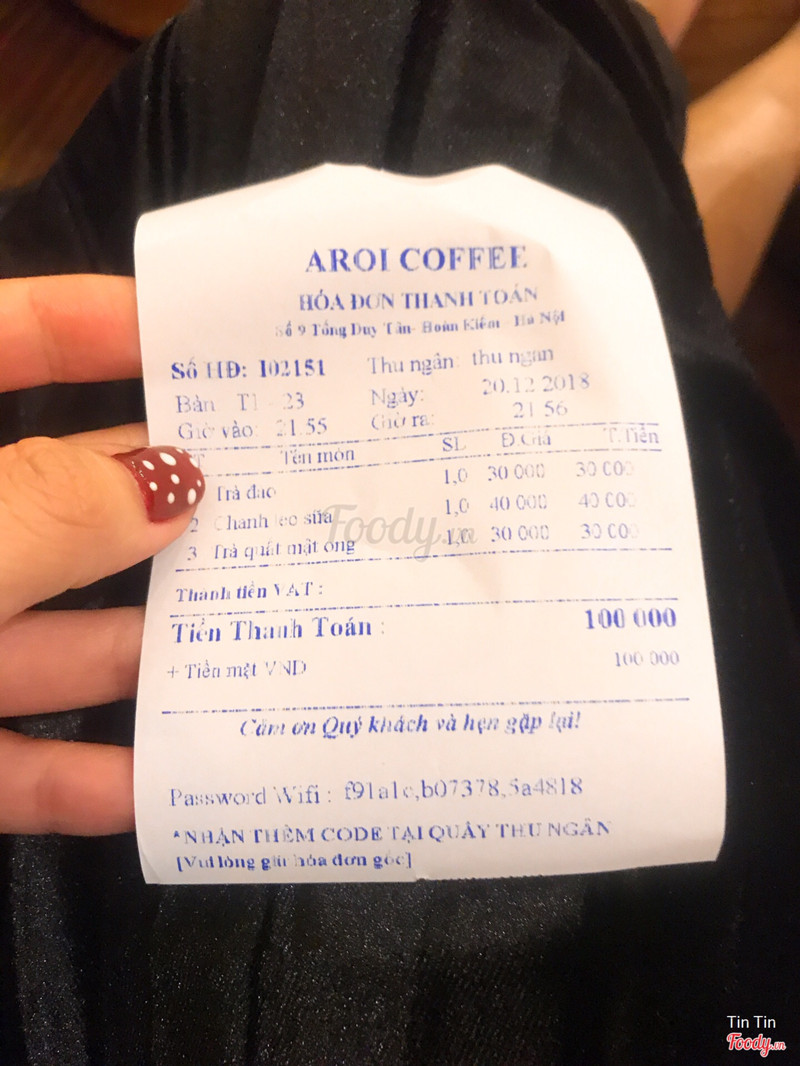 AROI COFFEE
HÓA ĐƠN THANH TOÁN
Số 9 Tống Duy Tân- Hoàn Kiếm - Hà Nội
Số HĐ: I02151 Thu ngân: thu ngan
Bàn T1 - 23 Ngày: 20.12.2018
Giờ vào: 21.55 Giờ ra: 21 56
T Tên món SL Đ.Giá T.Tiền
Trà đào 1,0 30 000 30 000
2 Chanh leo sữa 1,0 40 000 40 000
3 Trà quất mật ong 1,0 30 000 30 000
Foody.vn
Thành tiền VAT :
Tiền Thanh Toán : 100 000
+ Tiền mặt VND 100 000
Cảm ơn Quý khách và hẹn gặp lại!
Password Wifi : f91a1c,b07378,5a4818
*NHẬN THÊM CODE TẠI QUẦY THU NGÂN
[Vui lòng giữ hóa đơn gốc]
Tin Tin
Foody.vn